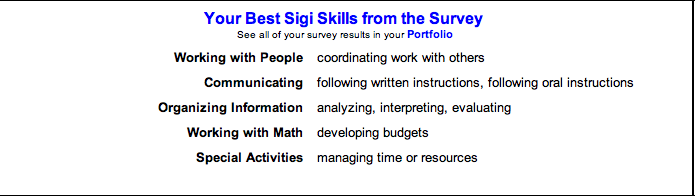 Your Best Sigi Skills from the Survey
See all of your survey results in your Portfolio
Working with People coordinating work with others
Communicating following written instructions, following oral instructions
Organizing Information analyzing, interpreting, evaluating
Working with Math developing budgets
Special Activities managing time or resources